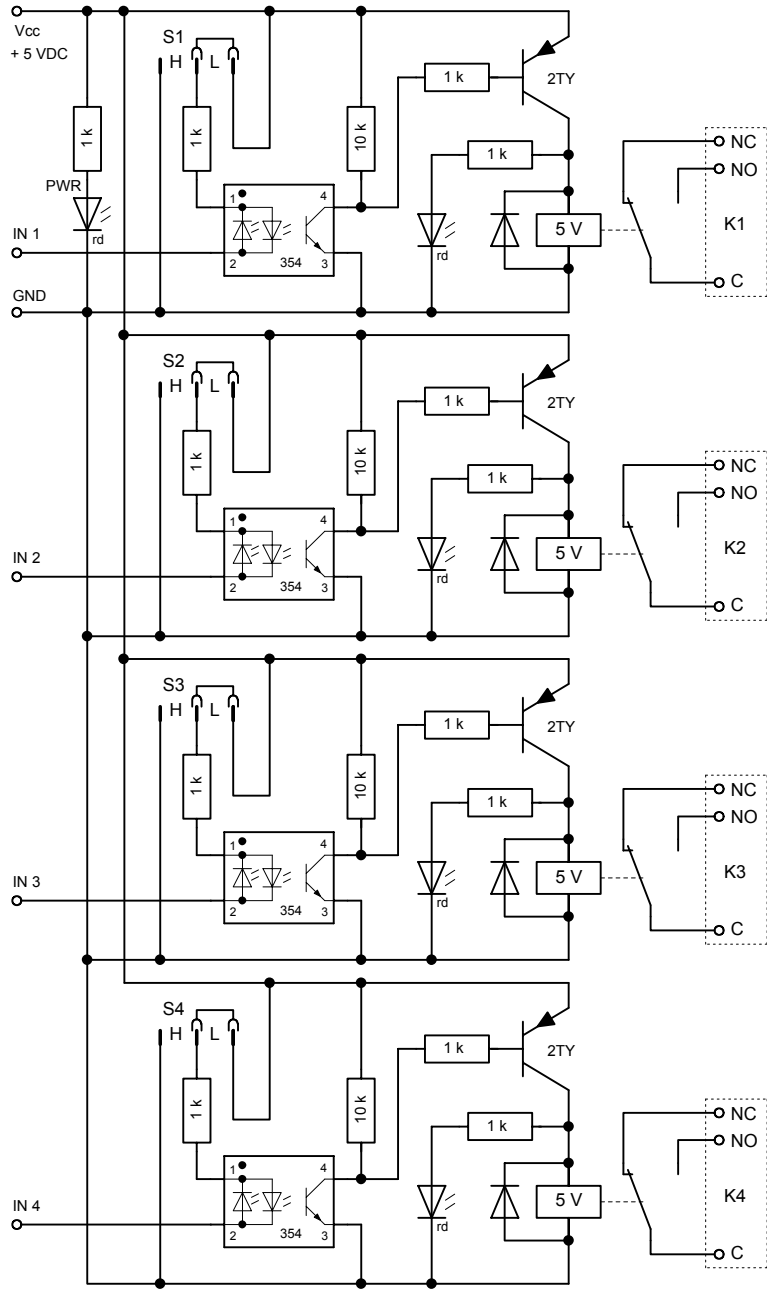 Vcc
+ 5 VDC
S1
H L
1 k
2TY
1 k
1 k
10 k
1 k
NC
NO
PWR
rd
1
4
5 V
K1
IN 1
2
354
3
rd
C
GND
S2
H L
1 k
2TY
1 k
10 k
1 k
NC
NO
1
4
5 V
K2
IN 2
2
354
3
rd
C
S3
H L
1 k
2TY
1 k
10 k
1 k
NC
NO
1
4
5 V
K3
IN 3
2
354
3
rd
C
S4
H L
1 k
2TY
1 k
10 k
1 k
NC
NO
1
4
5 V
K4
IN 4
2
354
3
rd
C